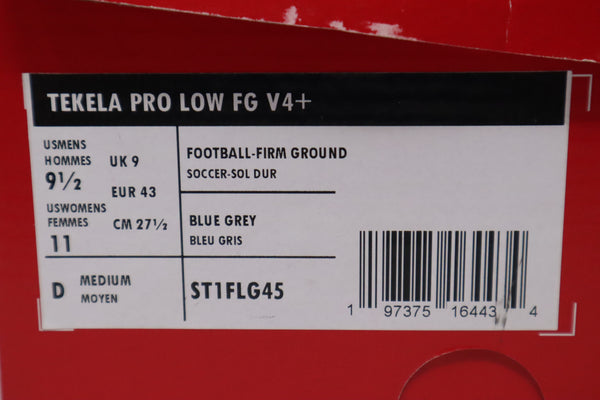 TEKELA PRO LOW FG V4+
USMENS
HOMMES
9½
UK 9
EUR 43
USWOMENS
FEMMES
11
CM 27½
FOOTBALL-FIRM GROUND
SOCCER-SOL DUR
BLUE GREY
BLEU GRIS
D MEDIUM
MOYEN
ST1FLG45
1 97375 16443 4